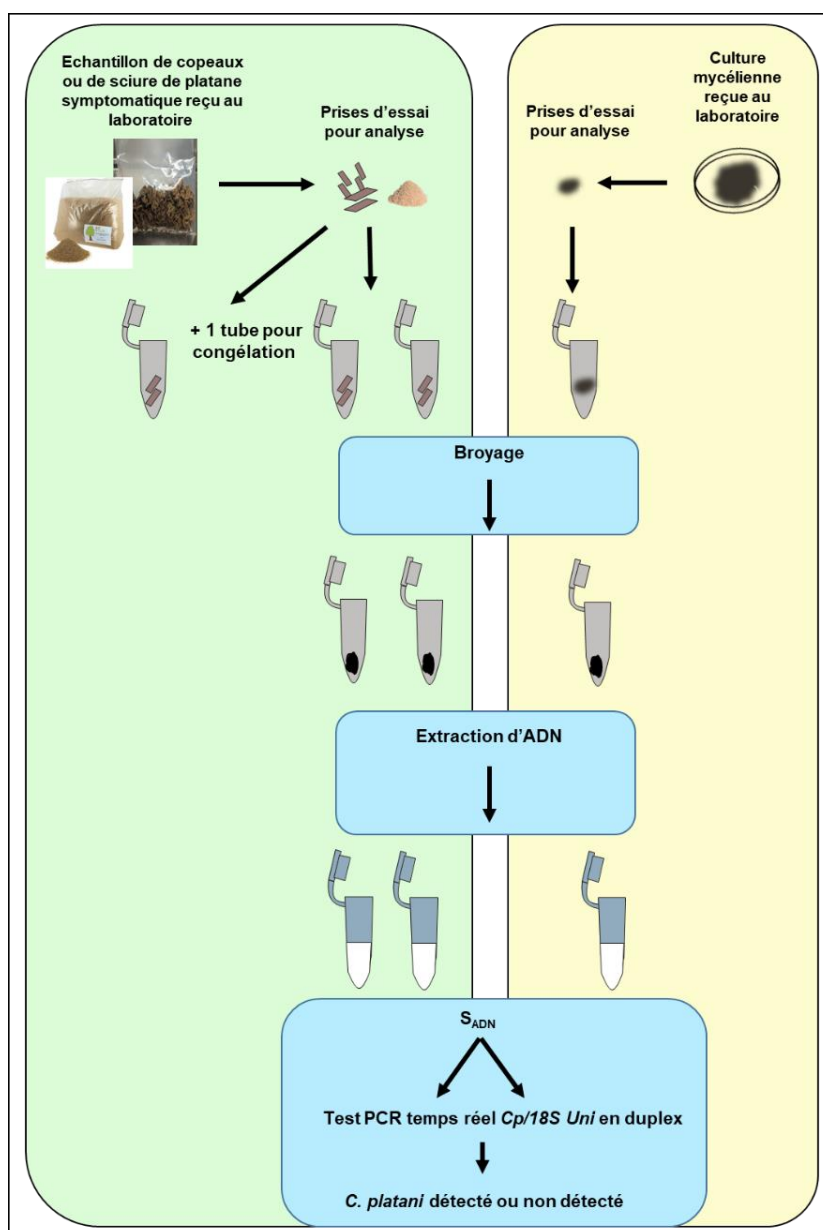 Echantillon de copeaux
ou de sciure de platane
symptomatique reçu au
laboratoire
Prises d'essai
pour analyse
Prises d'essai
pour analyse
Culture
mycélienne
reçue au
laboratoire
+ 1 tube pour
congélation
Broyage
Extraction d'ADN
SADN
Test PCR temps réel Cp/18S Uni en duplex
C. platani détecté ou non détecté